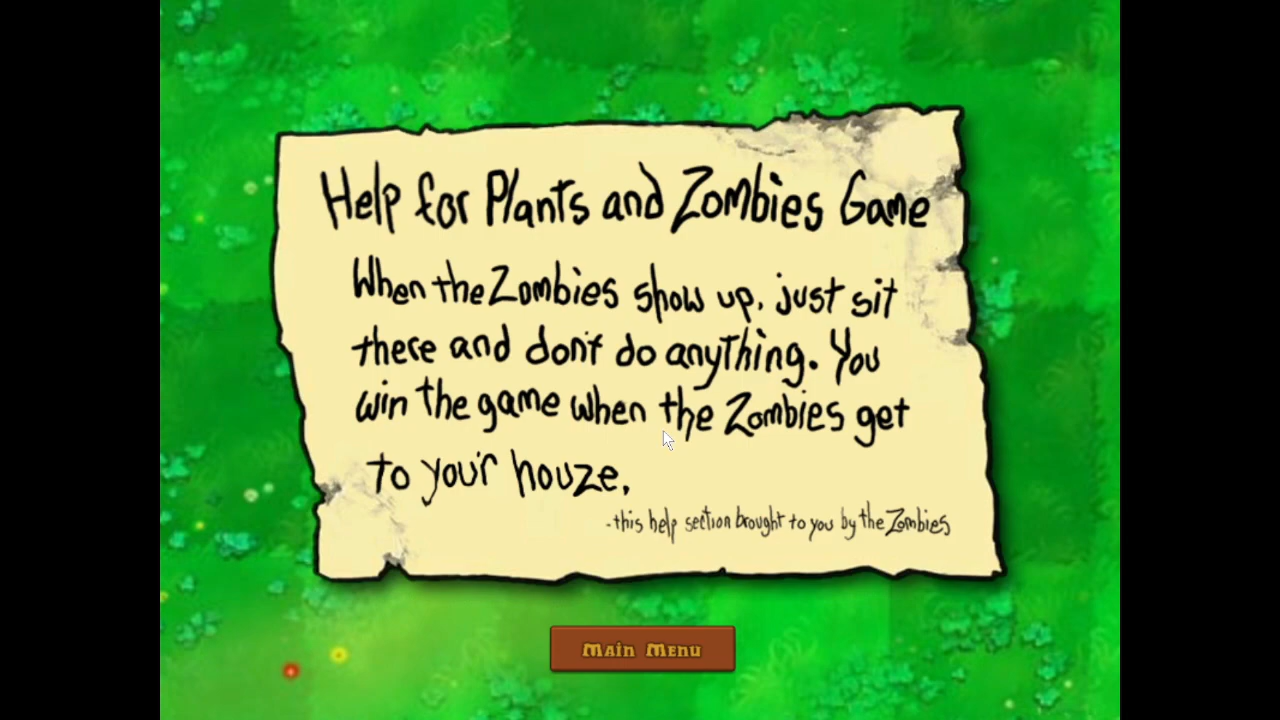 Help for Plants and Zombies Game
When the Zombies show up, just sit
there and don't do anything. You
win the game when the Zombies get
to your houze.
-this help section brought to you by the Zombies
Main Menu